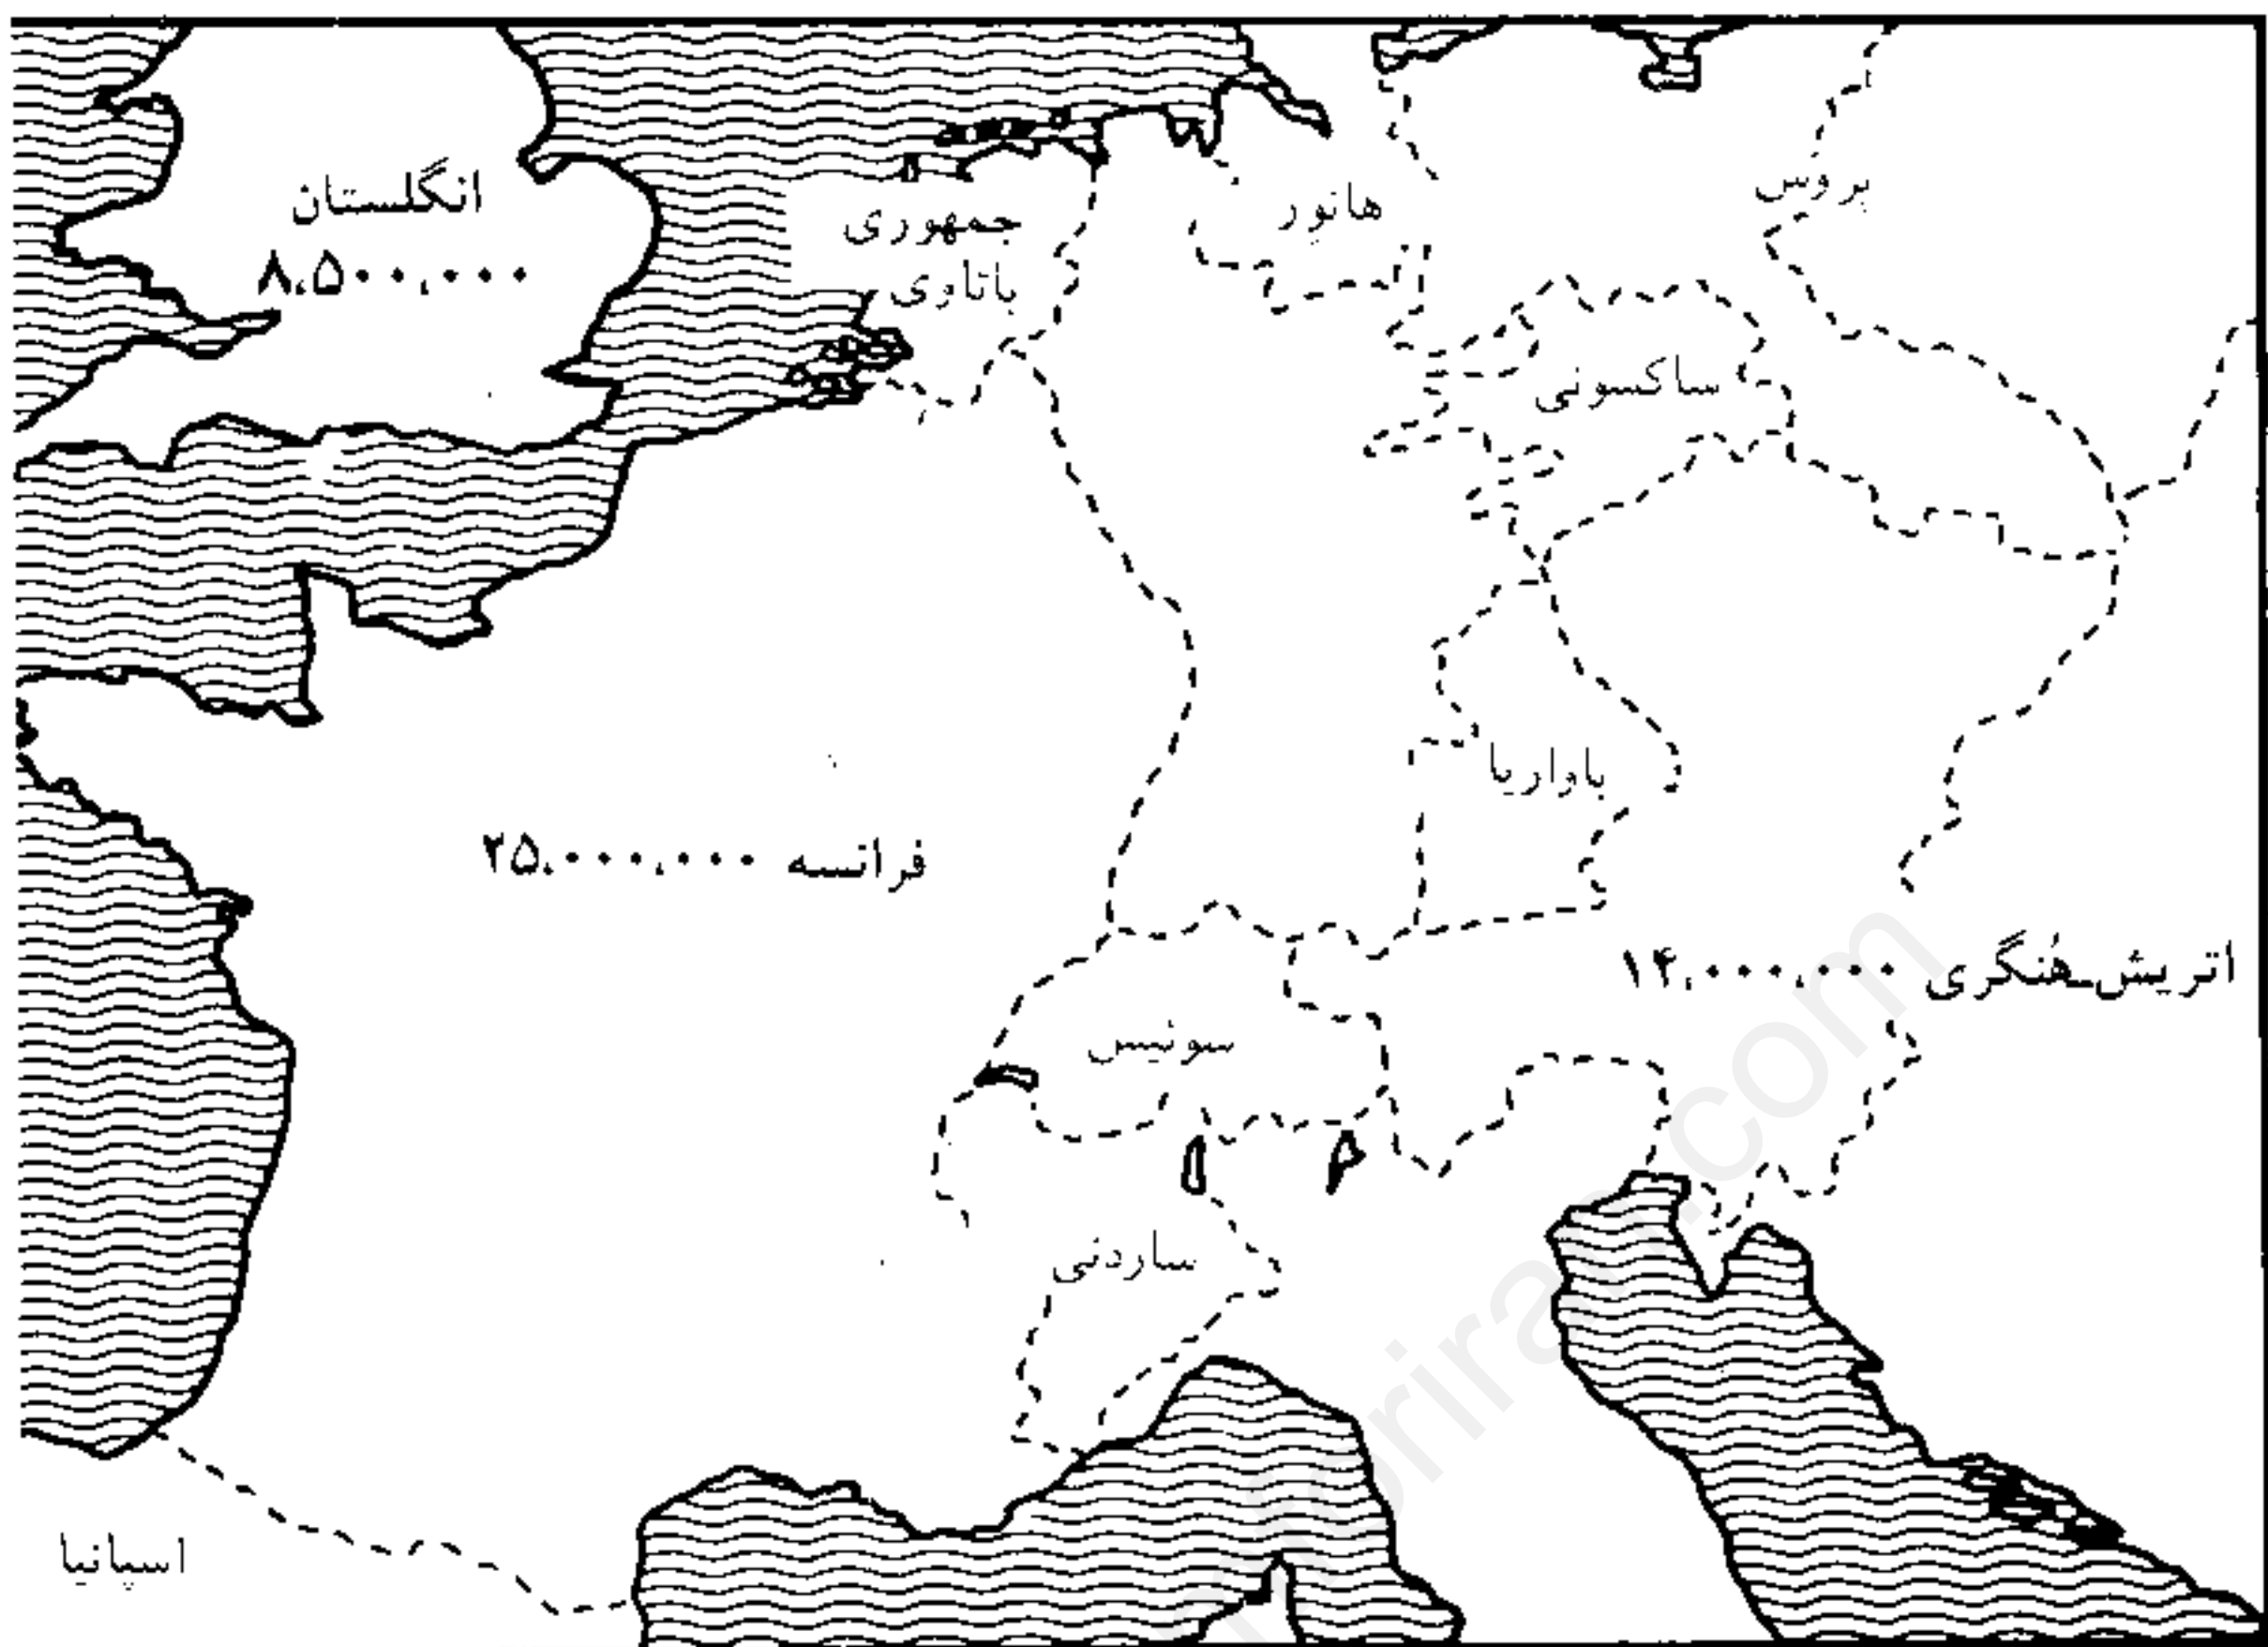 انگلستان
۸،۵۰۰،۰۰۰
جمهوری
باتاوی
هانور
پروس
ساکسونی
باواریا
فرانسه ۲۵،۰۰۰،۰۰۰
اتریش-هُنگری ۱۴،۰۰۰،۰۰۰
سوئیس
ساردنی
اسپانیا